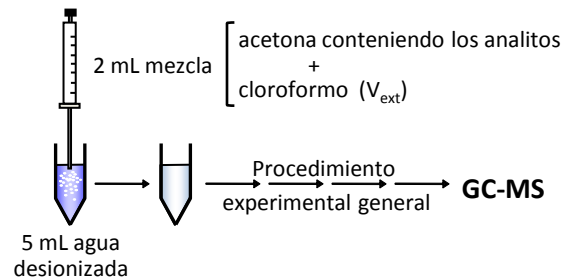 2 mL mezcla
acetona conteniendo los analitos
+
cloroformo (Vext)
Procedimiento
experimental general
GC-MS
5 mL agua
desionizada